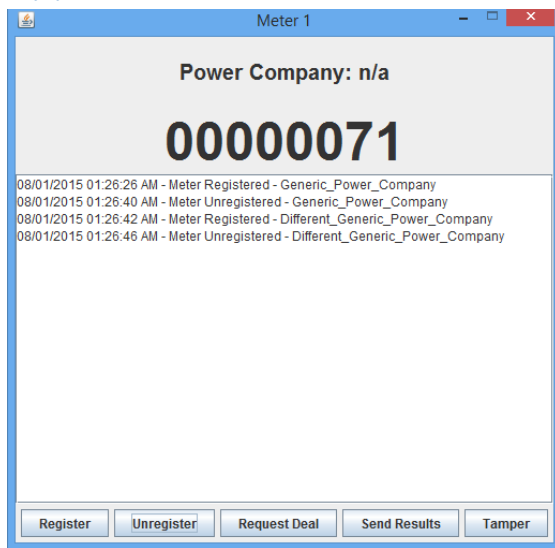 Meter 1
Power Company: n/a
00000071
08/01/2015 01:26:26 AM - Meter Registered - Generic_Power_Company
08/01/2015 01:26:40 AM - Meter Unregistered - Generic_Power_Company
08/01/2015 01:26:42 AM - Meter Registered - Different_Generic_Power_Company
08/01/2015 01:26:46 AM - Meter Unregistered - Different_Generic_Power_Company
Register Unregister Request Deal Send Results Tamper